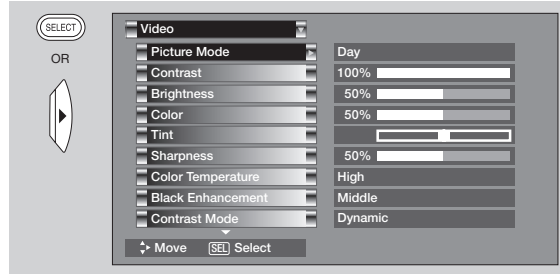 SELECT
OR
Video
Picture Mode Day
Contrast 100%
Brightness 50%
Color 50%
Tint
Sharpness 50%
Color Temperature High
Black Enhancement Middle
Contrast Mode Dynamic
Move SEL Select